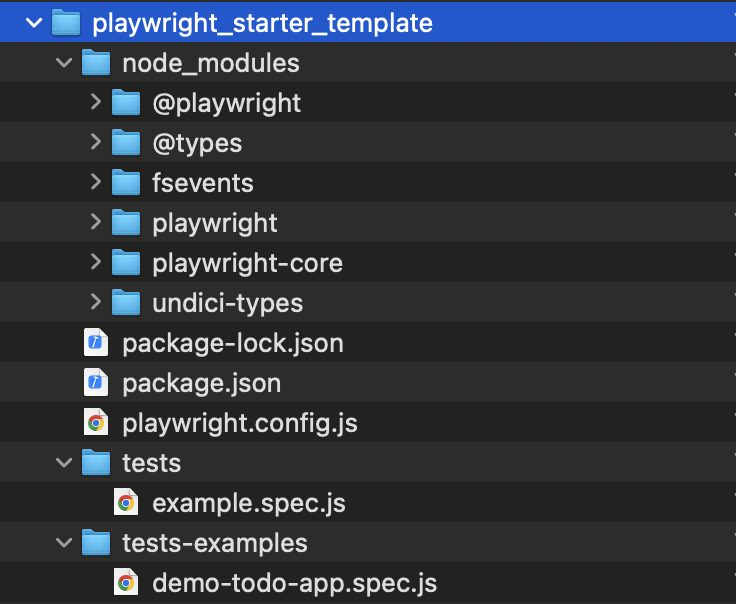 playwright_starter_template
node_modules
@playwright
@types
fsevents
playwright
playwright-core
undici-types
package-lock.json
package.json
playwright.config.js
tests
example.spec.js
tests-examples
demo-todo-app.spec.js